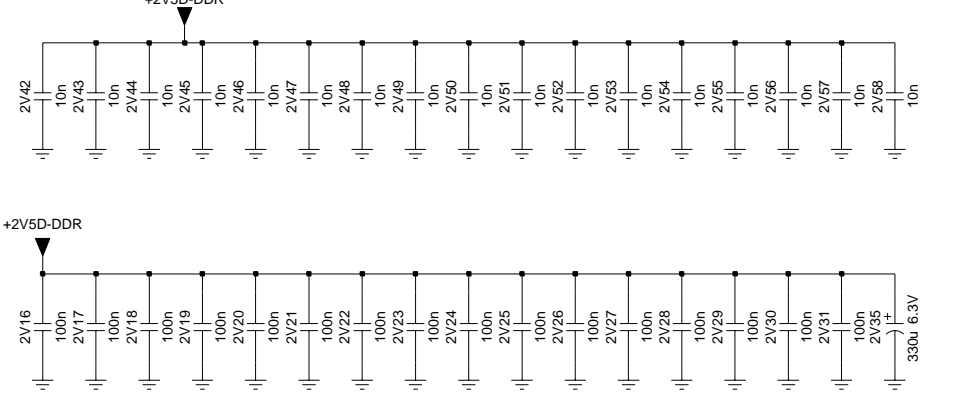 +2V5D-DDR
2V42
10n
2V43
10n
2V44
10n
2V45
10n
2V46
10n
2V47
10n
2V48
10n
2V49
10n
2V50
10n
2V51
10n
2V52
10n
2V53
10n
2V54
10n
2V55
10n
2V56
10n
2V57
10n
2V58
10n
+2V5D-DDR
2V16
100n
2V17
100n
2V18
100n
2V19
100n
2V20
100n
2V21
100n
2V22
100n
2V23
100n
2V24
100n
2V25
100n
2V26
100n
2V27
100n
2V28
100n
2V29
100n
2V30
100n
2V31
100n
2V35
+
330u 6.3V